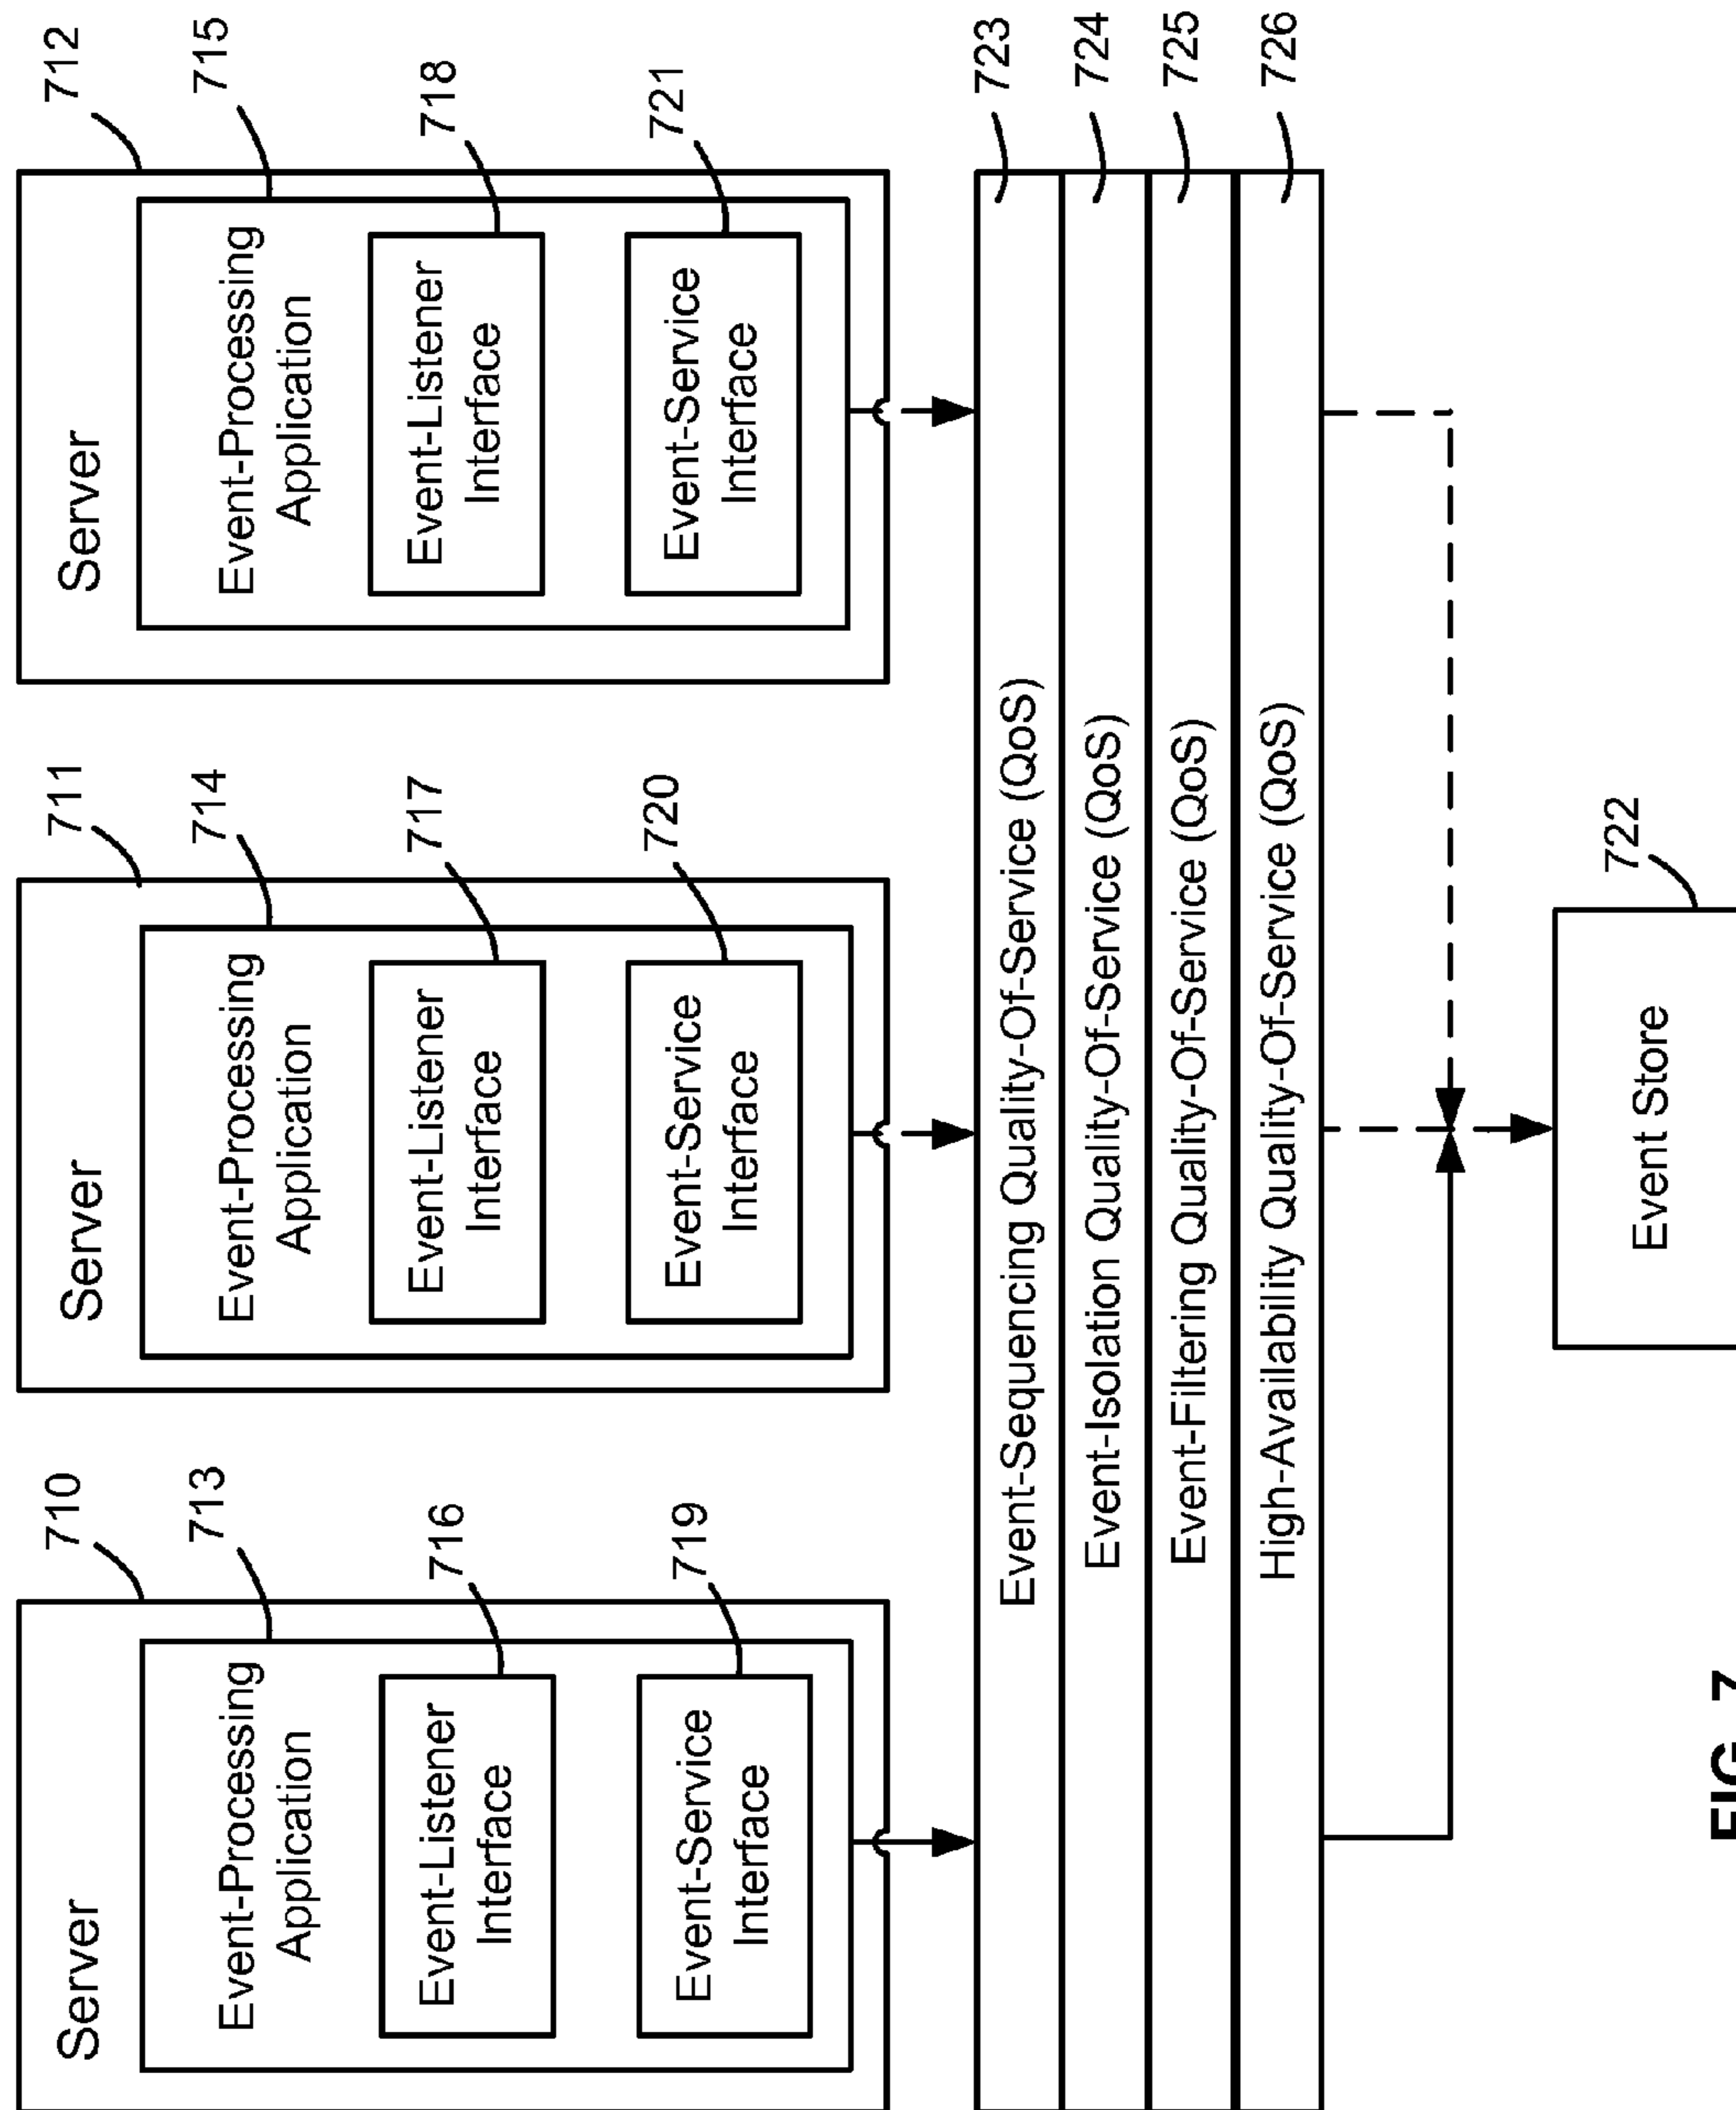 710
Server
713
Event-Processing
Application
716
Event-Listener
Interface
719
Event-Service
Interface
711
Server
714
Event-Processing
Application
717
Event-Listener
Interface
720
Event-Service
Interface
712
Server
715
Event-Processing
Application
718
Event-Listener
Interface
721
Event-Service
Interface
Event-Sequencing Quality-Of-Service (QoS)
723
Event-Isolation Quality-Of-Service (QoS)
724
Event-Filtering Quality-Of-Service (QoS)
725
High-Availability Quality-Of-Service (QoS)
726
722
Event Store
FIG. 7